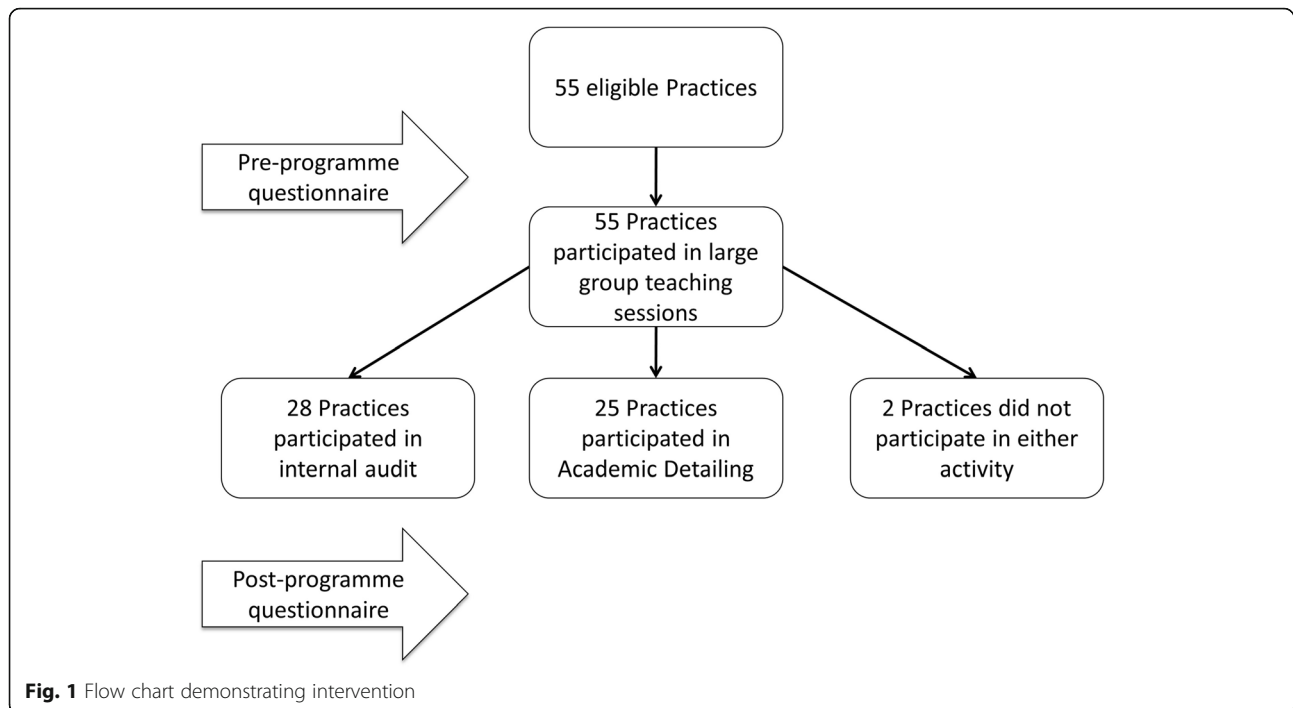 55 eligible Practices
Pre-programme
questionnaire
55 Practices
participated in large
group teaching
sessions
28 Practices
participated in
internal audit
25 Practices
participated in
Academic Detailing
2 Practices did not
participate in either
activity
Post-programme
questionnaire
Fig. 1 Flow chart demonstrating intervention